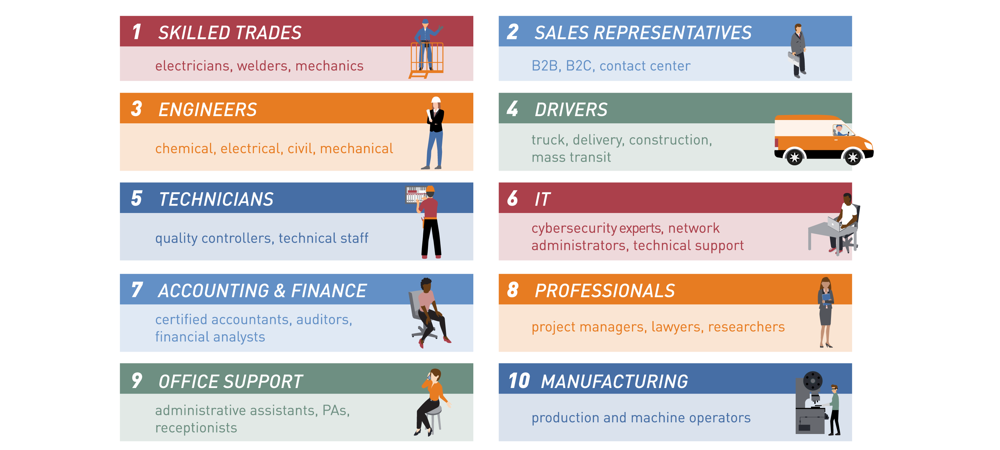 1 SKILLED TRADES
electricians, welders, mechanics
2 SALES REPRESENTATIVES
B2B, B2C, contact center
3 ENGINEERS
chemical, electrical, civil, mechanical
4 DRIVERS
truck, delivery, construction,
mass transit
5 TECHNICIANS
quality controllers, technical staff
6 IT
cybersecurity experts, network
administrators, technical support
7 ACCOUNTING & FINANCE
certified accountants, auditors,
financial analysts
8 PROFESSIONALS
project managers, lawyers, researchers
9 OFFICE SUPPORT
administrative assistants, PAs,
receptionists
10 MANUFACTURING
production and machine operators